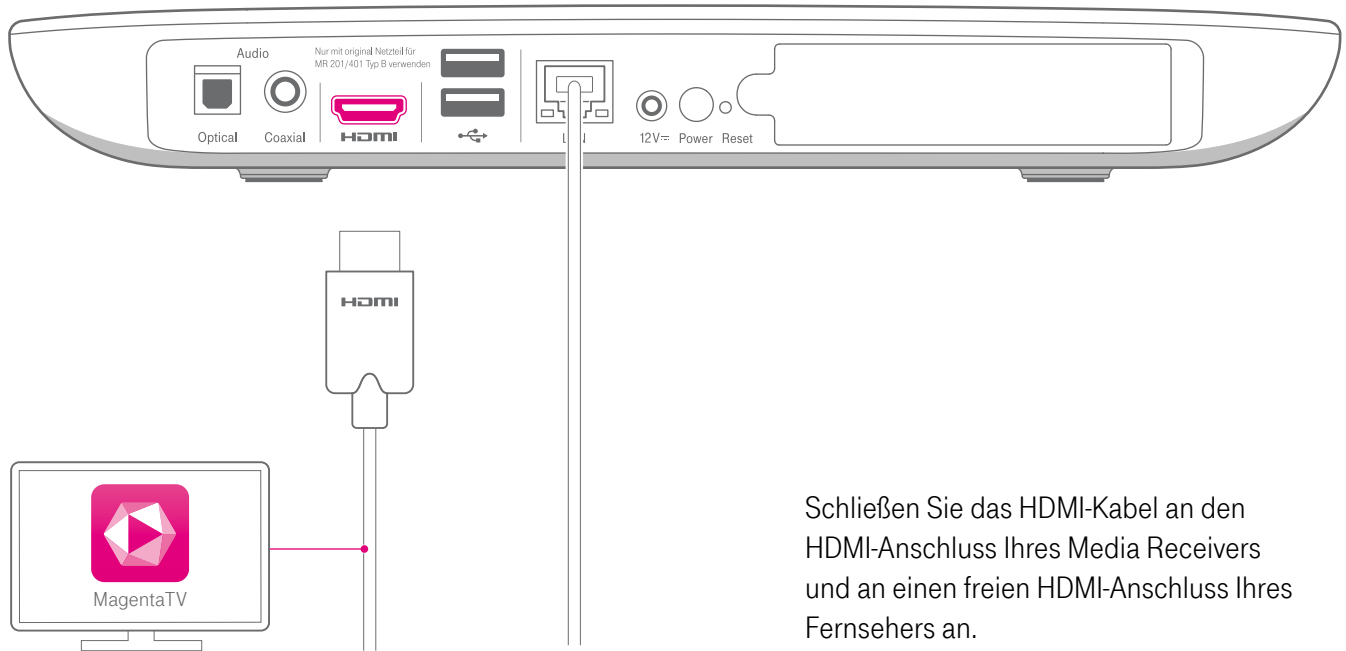 Audio
Nur mit original Netzteil für
MR 201/401 Typ B verwenden
Optical
Coaxial
HDMI
12V
Power
Reset
HDMI
MagentaTV
Schließen Sie das HDMI-Kabel an den
HDMI-Anschluss Ihres Media Receivers
und an einen freien HDMI-Anschluss Ihres
Fernsehers an.